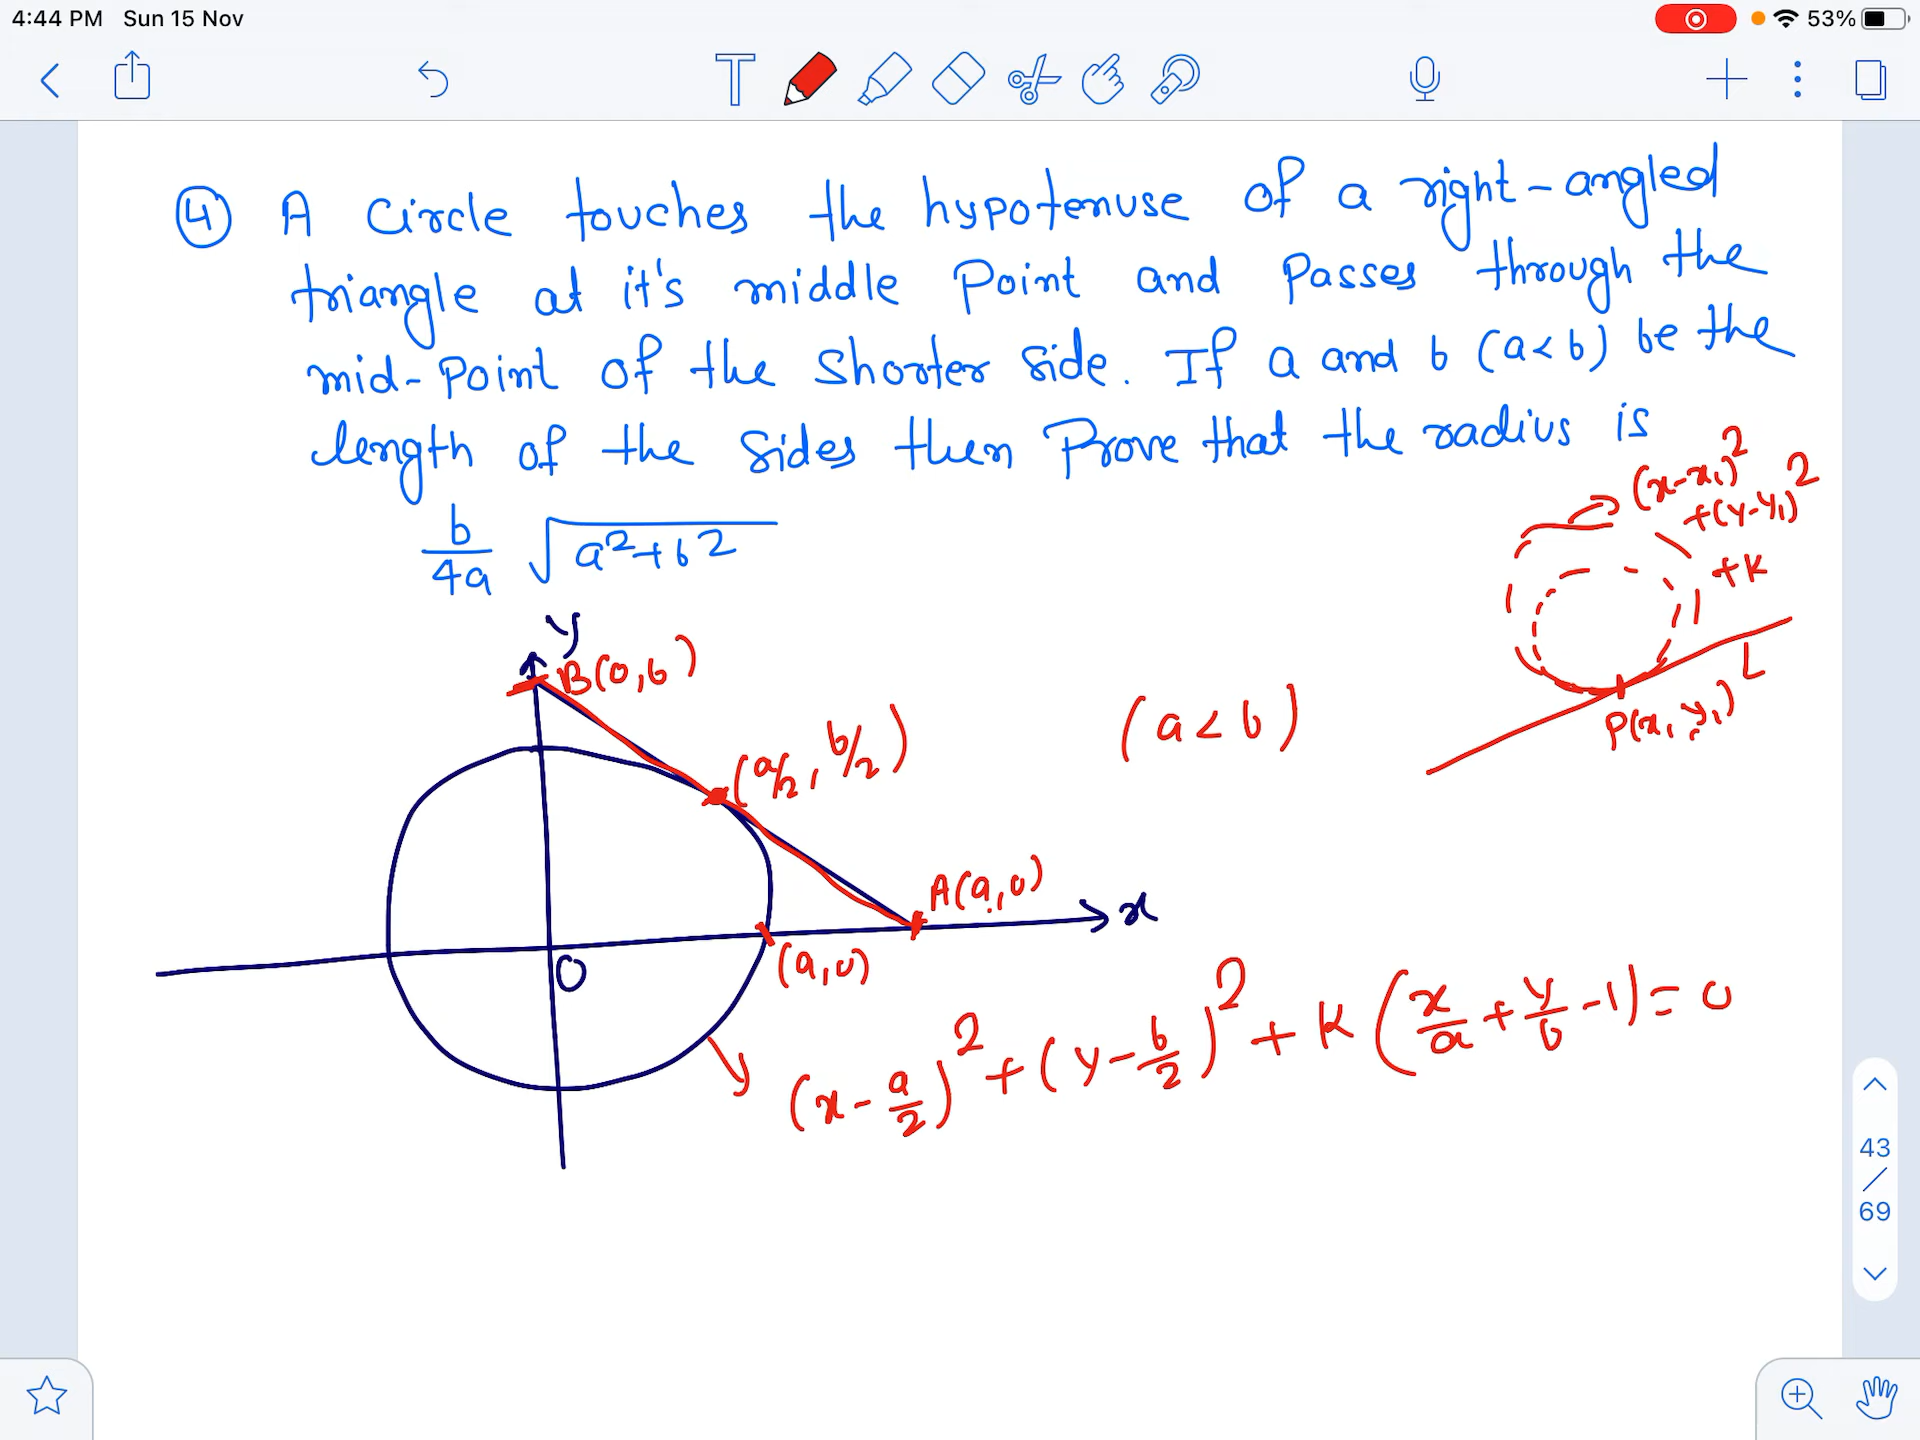 4:44 PM Sun 15 Nov
53%
T
④ A circle touches the hypotenuse of a right-angled
triangle at it's middle Point and Passes through the
mid-Point of the Shorter Side. If a and b (a<b) be the
length of the Sides then Prove that the radius is
b/4a √a²+b²
(x-x₁)²
+(y-y₁)²
+K
L
P(x₁, y₁)
y
B(0,b)
(a/2, b/2)
(a<b)
A(a,0)
x
O
(a,0)
(x-a/2)²+(y-b/2)²+K(x/a+y/b-1)=0
43
/
69